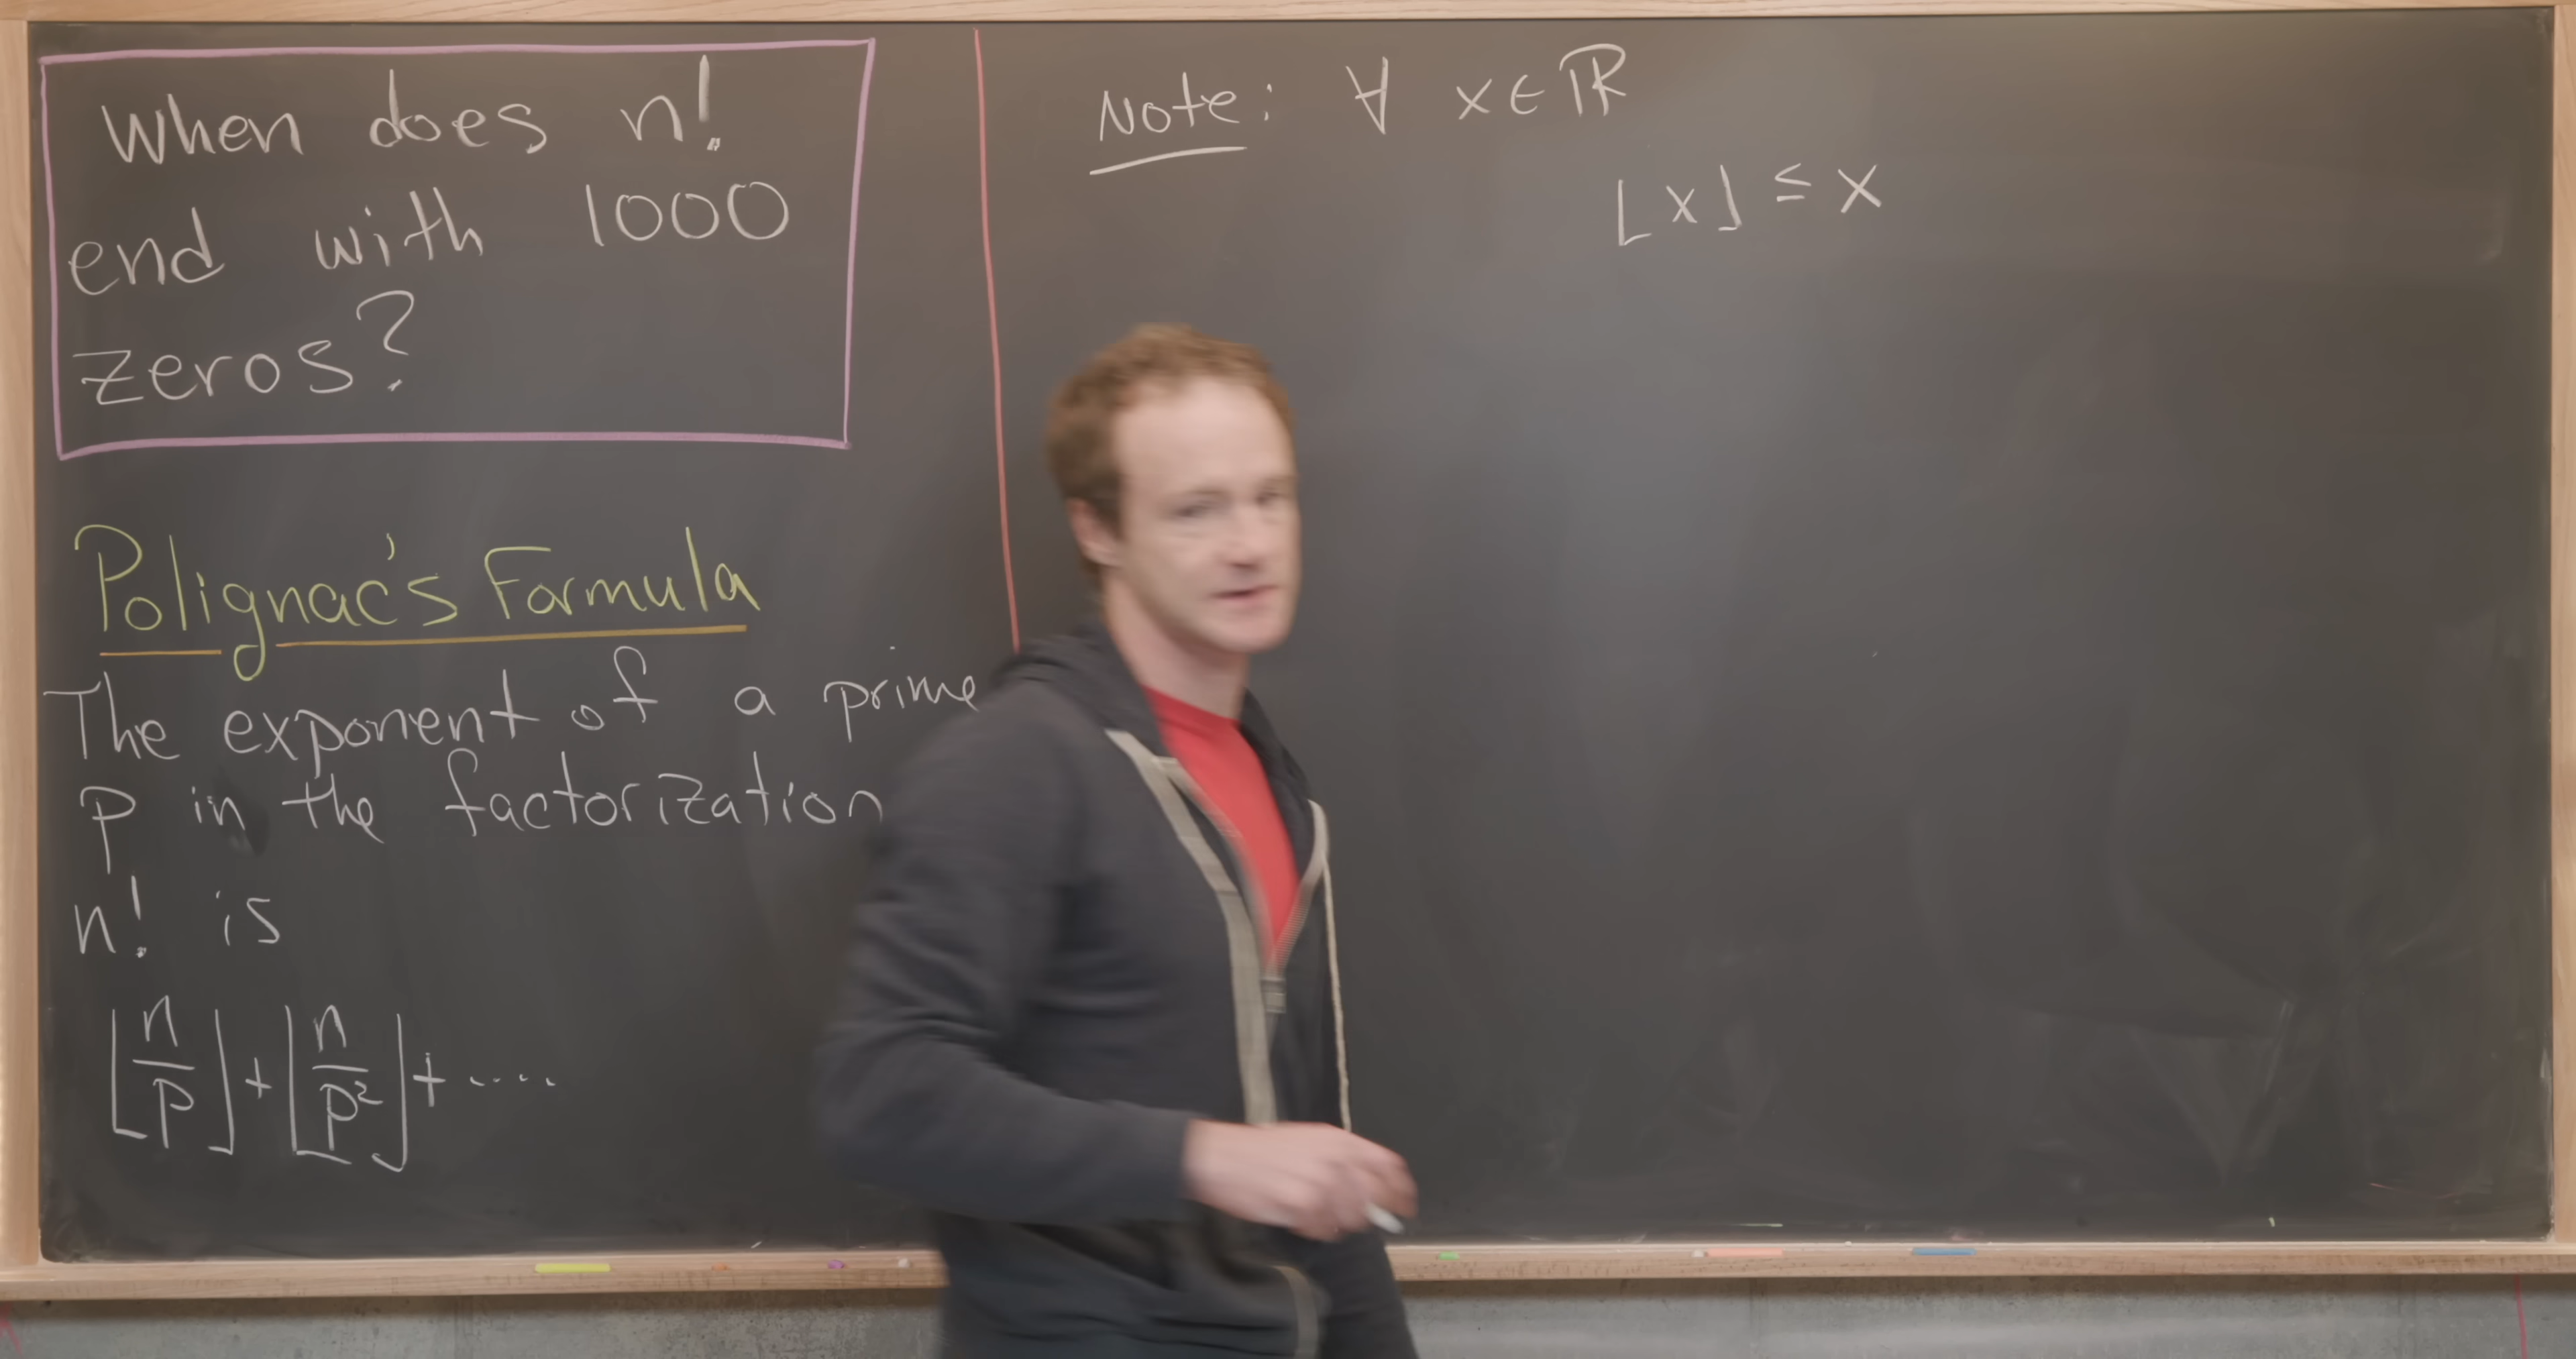 When does n!
end with 1000
zeros?
Polignac's Formula
The exponent of a prime
p in the factorization
n! is
⌊n/p⌋ + ⌊n/p²⌋ + ....
Note: ∀ x ∈ ℝ
⌊x⌋ ≤ x